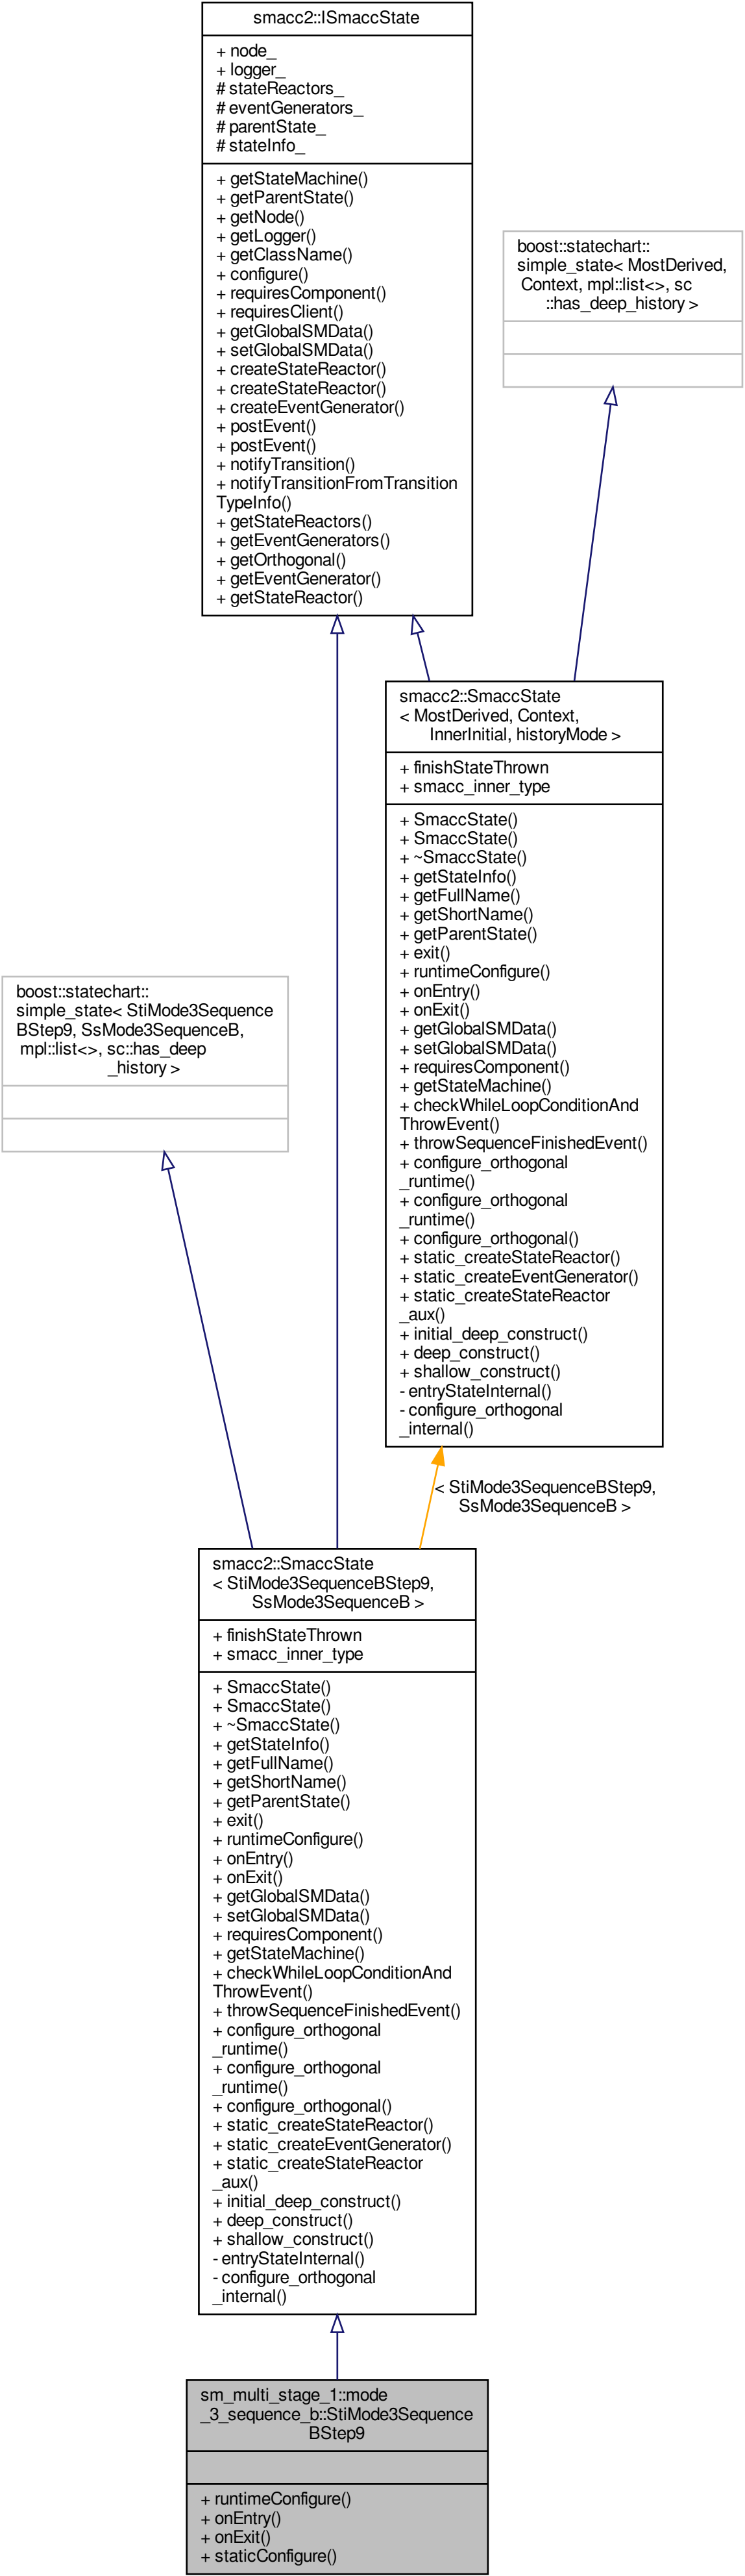 smacc2::ISmaccState
+ node_
+ logger_
# stateReactors_
# eventGenerators_
# parentState_
# stateInfo_
+ getStateMachine()
+ getParentState()
+ getNode()
+ getLogger()
+ getClassName()
+ configure()
+ requiresComponent()
+ requiresClient()
+ getGlobalSMData()
+ setGlobalSMData()
+ createStateReactor()
+ createStateReactor()
+ createEventGenerator()
+ postEvent()
+ postEvent()
+ notifyTransition()
+ notifyTransitionFromTransition
TypeInfo()
+ getStateReactors()
+ getEventGenerators()
+ getOrthogonal()
+ getEventGenerator()
+ getStateReactor()
boost::statechart::
simple_state< MostDerived,
Context, mpl::list<>, sc
::has_deep_history >
smacc2::SmaccState
< MostDerived, Context,
InnerInitial, historyMode >
+ finishStateThrown
+ smacc_inner_type
+ SmaccState()
+ SmaccState()
+ ~SmaccState()
+ getStateInfo()
+ getFullName()
+ getShortName()
+ getParentState()
+ exit()
+ runtimeConfigure()
+ onEntry()
+ onExit()
+ getGlobalSMData()
+ setGlobalSMData()
+ requiresComponent()
+ getStateMachine()
+ checkWhileLoopConditionAnd
ThrowEvent()
+ throwSequenceFinishedEvent()
+ configure_orthogonal
_runtime()
+ configure_orthogonal
_runtime()
+ configure_orthogonal()
+ static_createStateReactor()
+ static_createEventGenerator()
+ static_createStateReactor
_aux()
+ initial_deep_construct()
+ deep_construct()
+ shallow_construct()
- entryStateInternal()
- configure_orthogonal
_internal()
boost::statechart::
simple_state< StiMode3Sequence
BStep9, SsMode3SequenceB,
mpl::list<>, sc::has_deep
_history >
< StiMode3SequenceBStep9,
SsMode3SequenceB >
smacc2::SmaccState
< StiMode3SequenceBStep9,
SsMode3SequenceB >
+ finishStateThrown
+ smacc_inner_type
+ SmaccState()
+ SmaccState()
+ ~SmaccState()
+ getStateInfo()
+ getFullName()
+ getShortName()
+ getParentState()
+ exit()
+ runtimeConfigure()
+ onEntry()
+ onExit()
+ getGlobalSMData()
+ setGlobalSMData()
+ requiresComponent()
+ getStateMachine()
+ checkWhileLoopConditionAnd
ThrowEvent()
+ throwSequenceFinishedEvent()
+ configure_orthogonal
_runtime()
+ configure_orthogonal
_runtime()
+ configure_orthogonal()
+ static_createStateReactor()
+ static_createEventGenerator()
+ static_createStateReactor
_aux()
+ initial_deep_construct()
+ deep_construct()
+ shallow_construct()
- entryStateInternal()
- configure_orthogonal
_internal()
sm_multi_stage_1::mode
_3_sequence_b::StiMode3Sequence
BStep9
+ runtimeConfigure()
+ onEntry()
+ onExit()
+ staticConfigure()